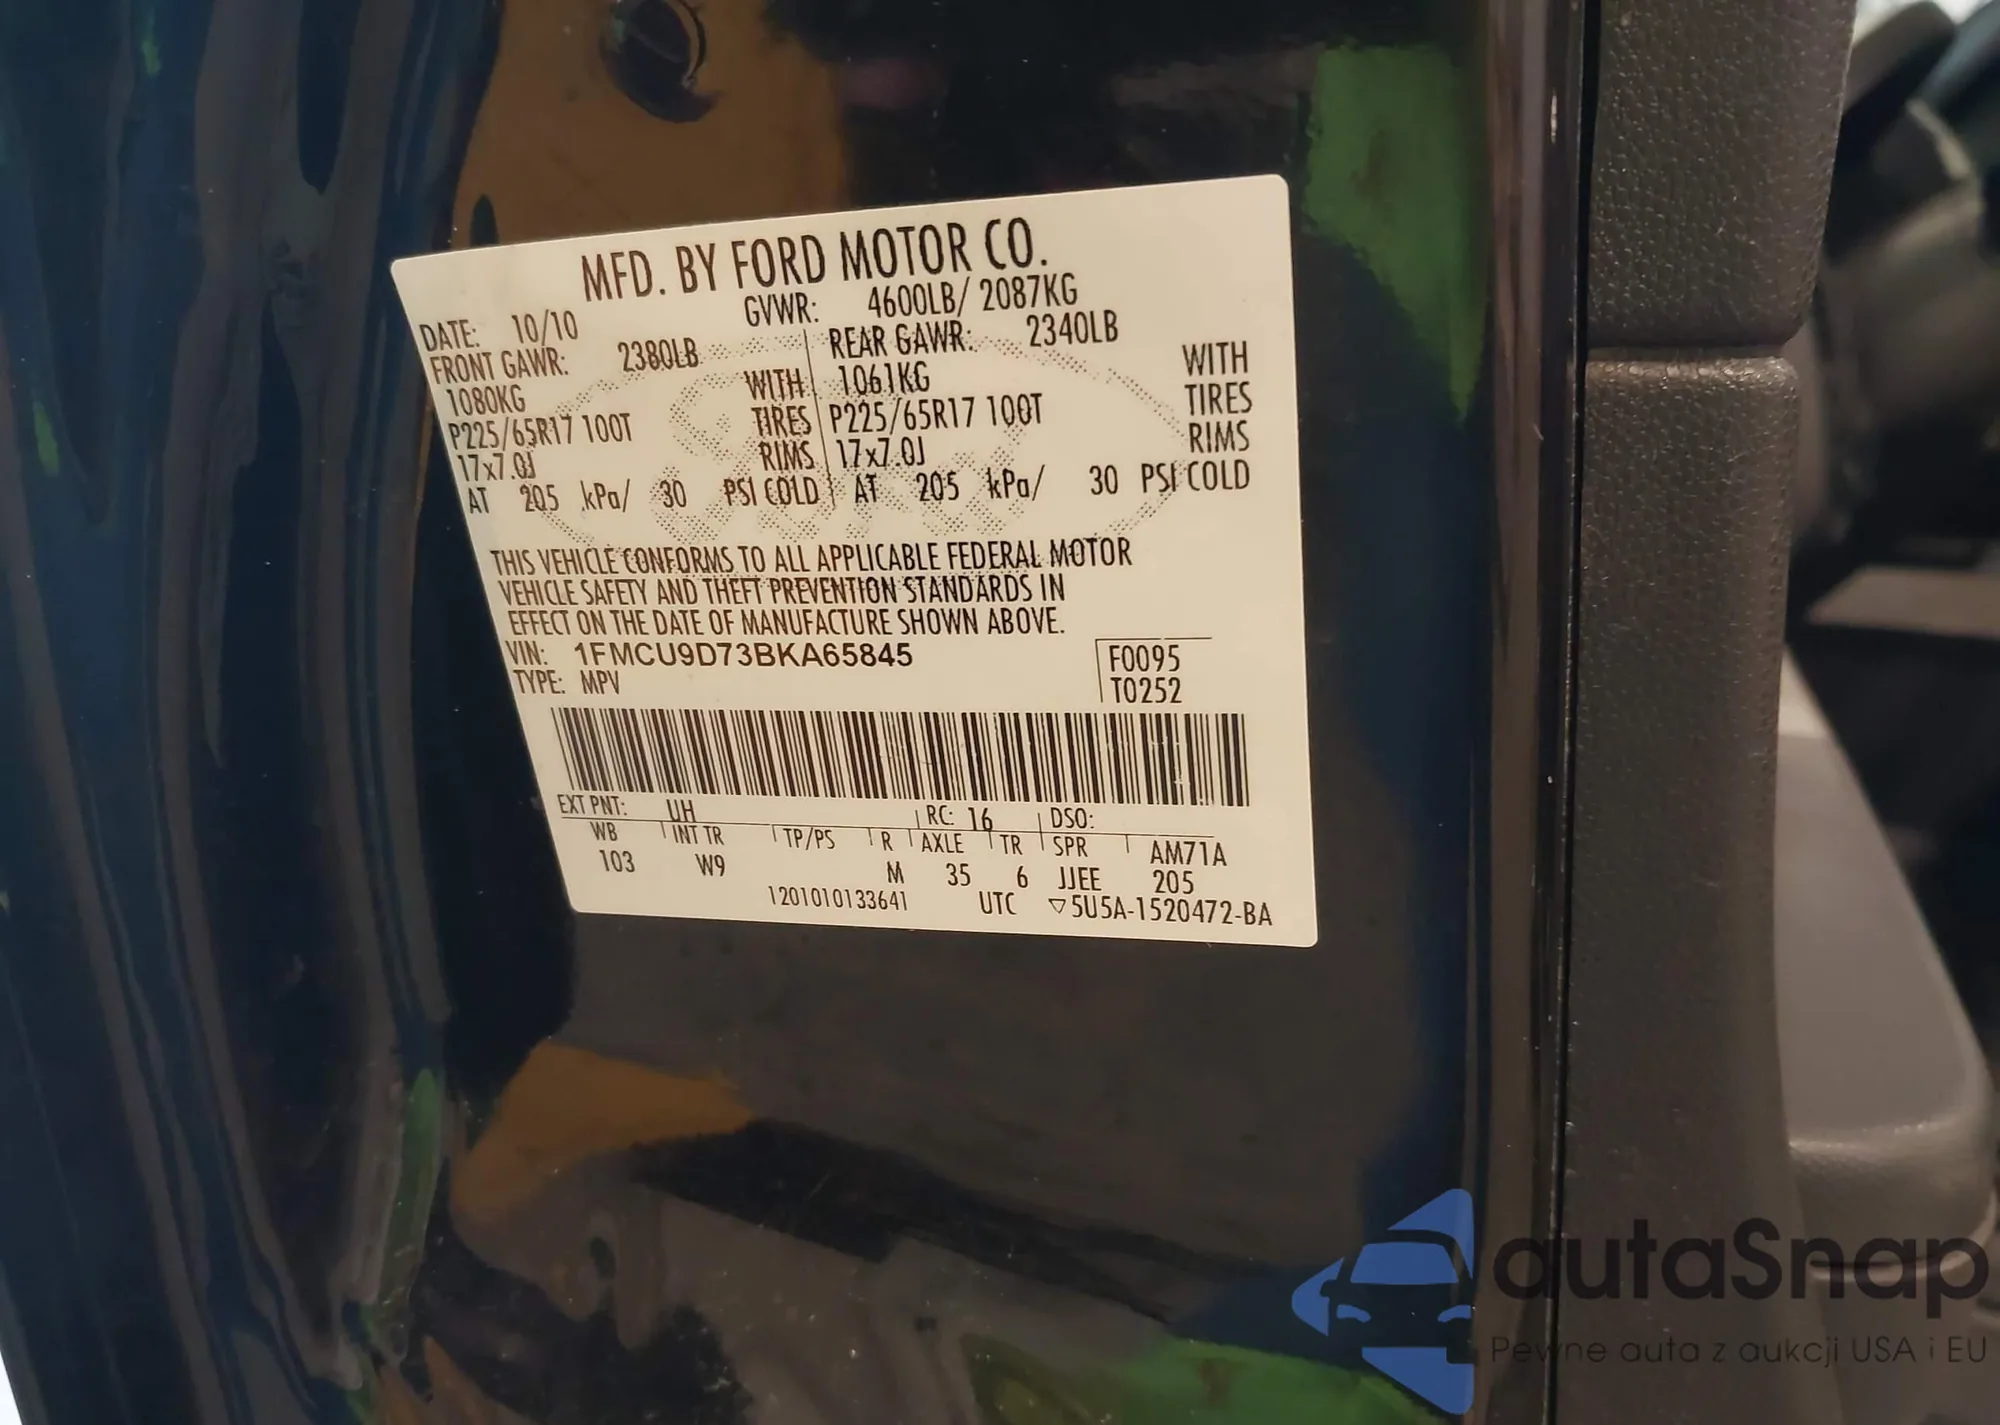 MFD. BY FORD MOTOR CO.
DATE: 10/10 GVWR: 4600LB/ 2087KG
FRONT GAWR: 2380LB REAR GAWR: 2340LB
1080KG WITH 1061KG WITH
P225/65R17 100T TIRES P225/65R17 100T TIRES
17x7.0J RIMS 17x7.0J RIMS
AT 205 kPa/ 30 PSI COLD AT 205 kPa/ 30 PSI COLD
THIS VEHICLE CONFORMS TO ALL APPLICABLE FEDERAL MOTOR
VEHICLE SAFETY AND THEFT PREVENTION STANDARDS IN
EFFECT ON THE DATE OF MANUFACTURE SHOWN ABOVE.
VIN: 1FMCU9D73BKA65845 F0095
TYPE: MPV T0252
EXT PNT: UH RC: 16 DSO:
WB INT TR TP/PS R AXLE TR SPR AM71A
103 W9 M 35 6 JJEE 205
1201010133641 UTC ▽5U5A-1520472-BA
autaSnap
Pewne auta z aukcji USA i EU